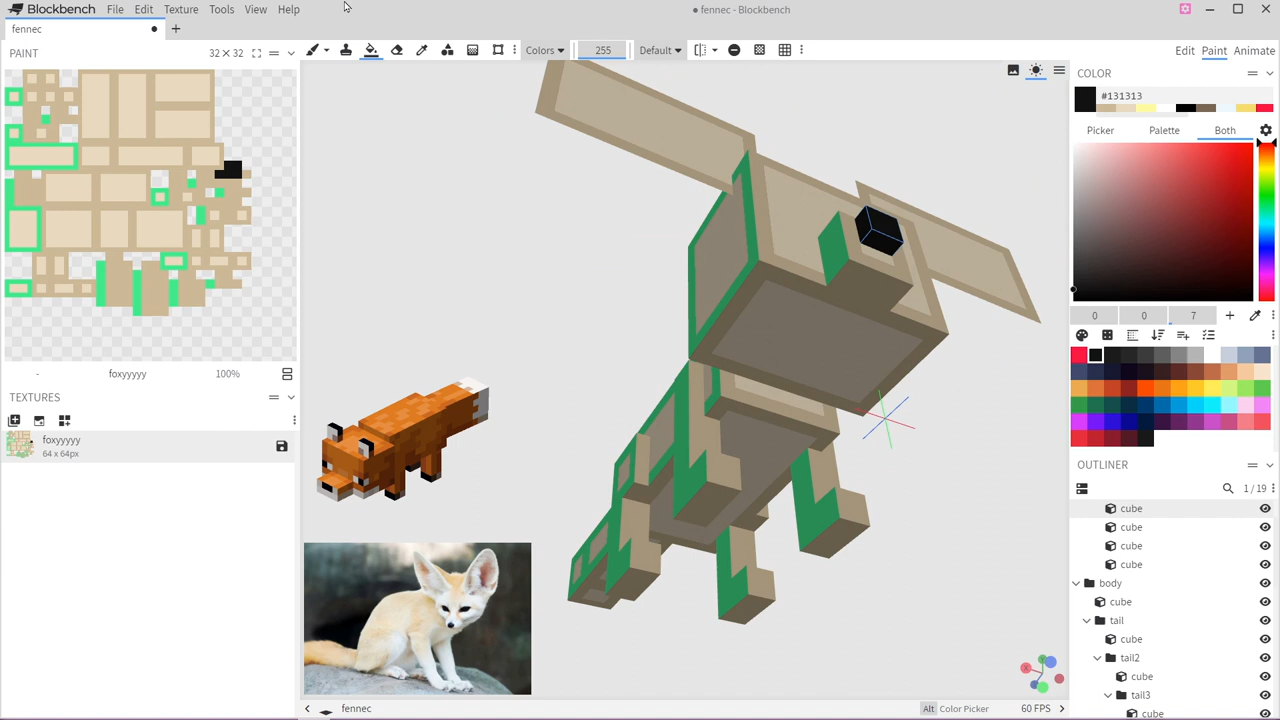 Blockbench File Edit Texture Tools View Help
fennec - Blockbench
fennec
PAINT 32 × 32
Colors 255 Default
Edit Paint Animate
COLOR
#131313
Picker Palette Both
0 0 7
- foxyyyyy 100%
TEXTURES
foxyyyyy
64 x 64px
OUTLINER
1 / 19
cube
cube
cube
cube
body
cube
tail
cube
tail2
cube
tail3
cube
fennec
Alt Color Picker 60 FPS